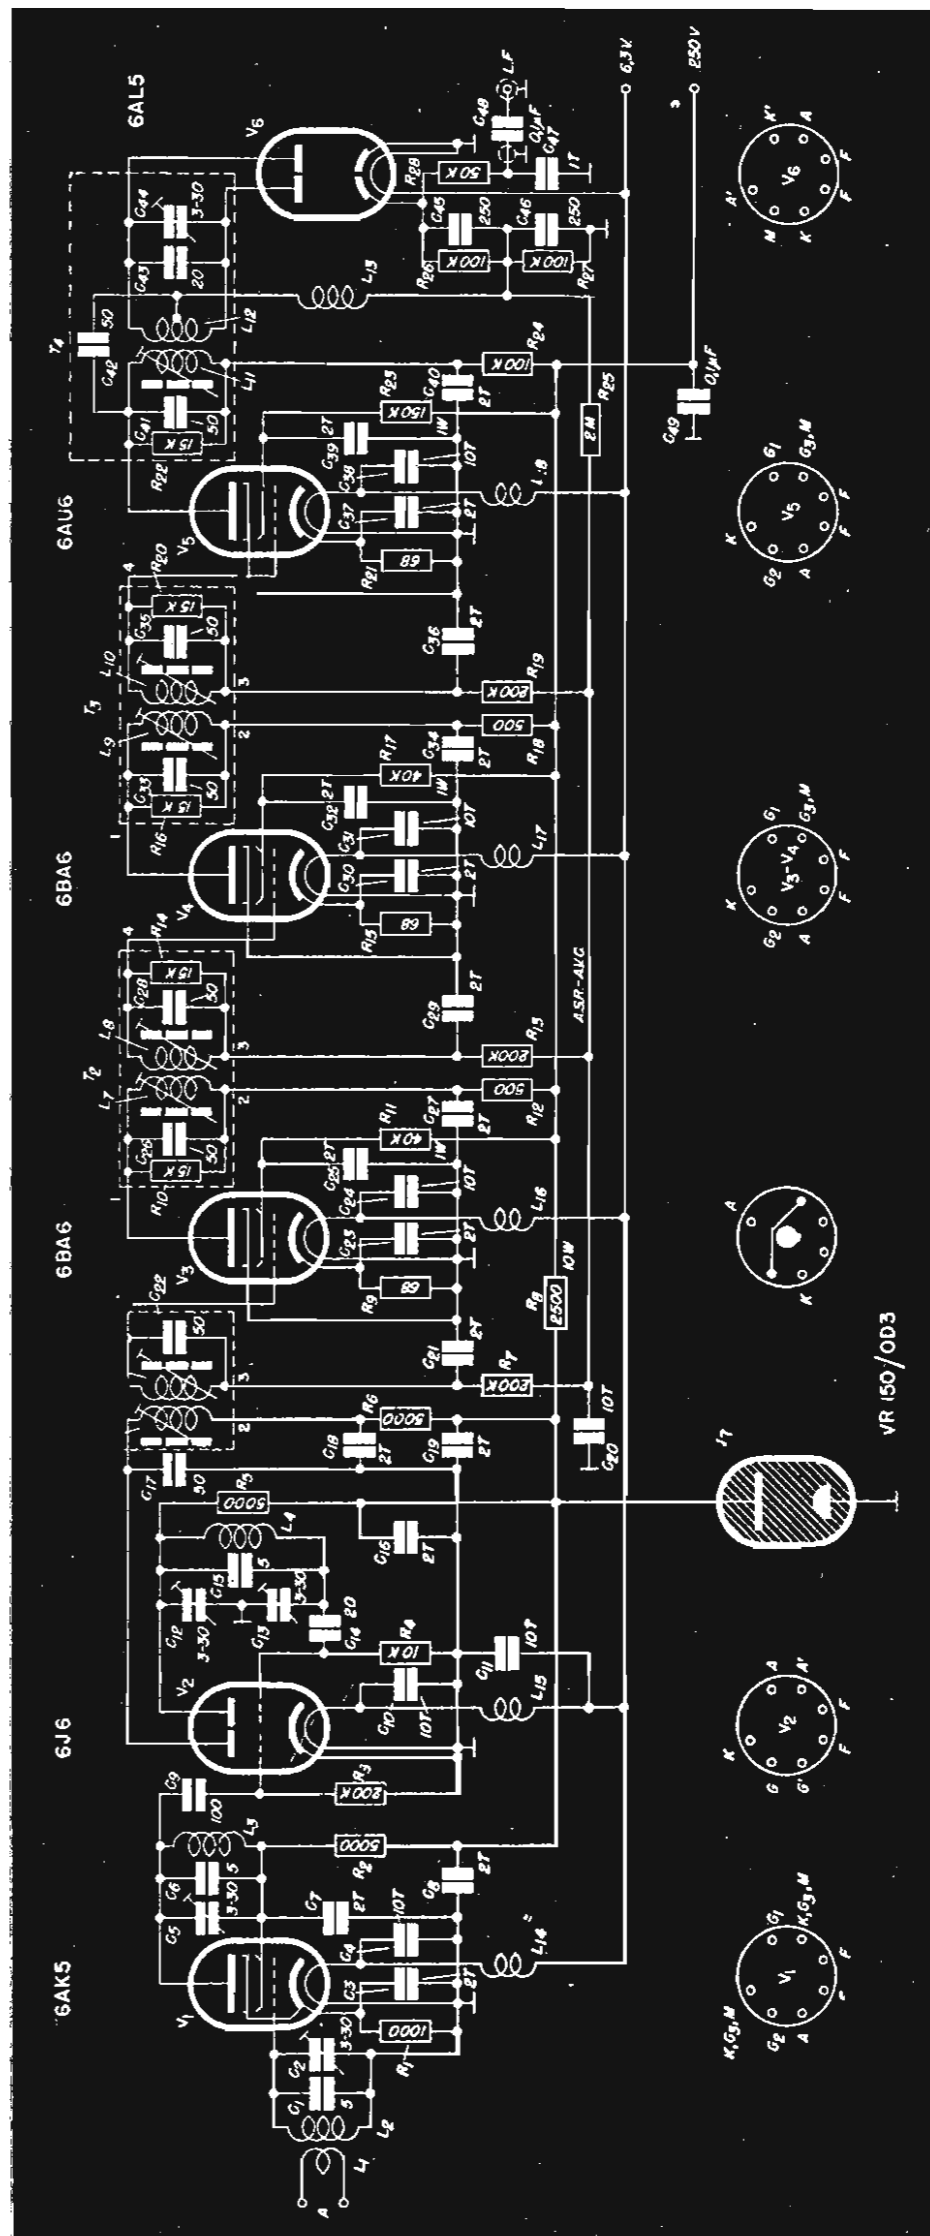 6AK5
6J6
6BA6
6BA6
6AU6
6AL5
A
L1
L2
C1
5
C2
3-30
V1
R1
1000
C3
2T
C4
10T
C5
3-30
C6
5
L3
C7
2T
C8
2T
L14
R2
5000
C9
100
R3
200K
V2
C10
10T
R4
10K
C11
10T
L15
C12
3-30
C13
3-30
C14
20
C15
5
L4
R5
5000
C16
2T
C17
50
C18
2T
C19
2T
R6
5000
2
3
C22
50
C20
10T
R7
200K
C21
2T
R8
2500
10W
V3
R9
68
C23
2T
C24
10T
C25
2T
L16
R10
15K
C26
50
L7
T2
L8
C28
50
R14
15K
1
2
3
4
R11
40K
1W
C27
2T
R12
500
R13
200K
C29
2T
A.S.R.-A.V.C.
V4
R15
68
C30
2T
C31
10T
C32
2T
L17
R16
15K
C33
50
L9
T3
L10
C35
50
R20
15K
1
2
3
4
R17
40K
1W
C34
2T
R18
500
R19
200K
C36
2T
V5
R21
68
C37
2T
C38
10T
C39
2T
L18
R22
15K
C41
50
C42
50
T4
L11
L12
C43
20
C44
3-30
R23
150K
1W
C40
2T
R24
100K
R25
2M
L13
V6
R26
100K
C45
250
R27
100K
C46
250
R28
50K
C47
1T
C48
0,1µF
L.F
C49
0,1µF
6,3V.
250V
J7
VR 150/OD3
V1
K,G3,M
G1
K,G3,M
F
A
G2
V2
K
A
A'
F
F
G'
G
A
K
V3-V4
K
G1
G3,M
F
F
A
G2
V5
K
G1
G3,M
F
F
A
G2
V6
A'
K'
A
F
F
K
M